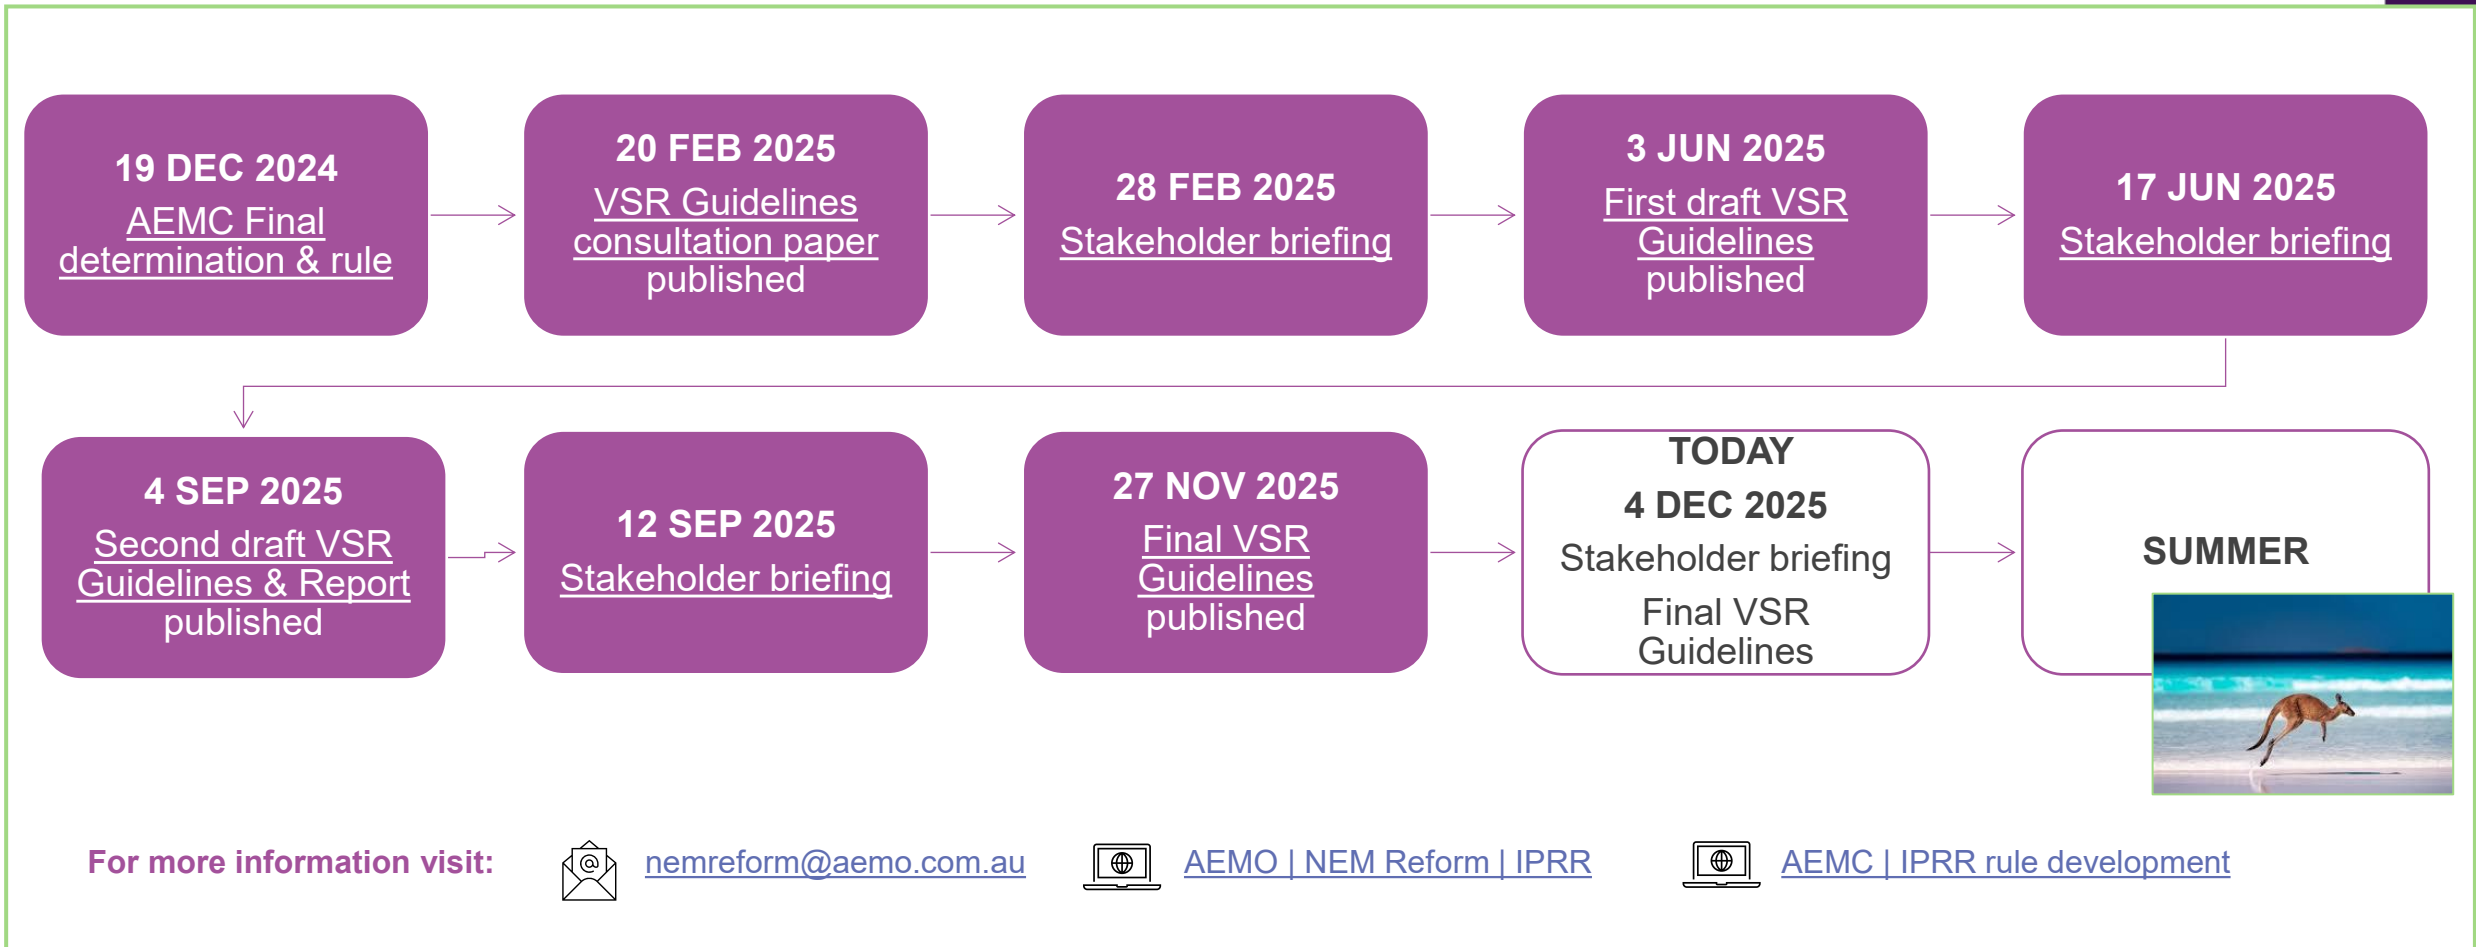 19 DEC 2024
AEMC Final
determination & rule
20 FEB 2025
VSR Guidelines
consultation paper
published
28 FEB 2025
Stakeholder briefing
3 JUN 2025
First draft VSR
Guidelines
published
17 JUN 2025
Stakeholder briefing
4 SEP 2025
Second draft VSR
Guidelines & Report
published
12 SEP 2025
Stakeholder briefing
27 NOV 2025
Final VSR
Guidelines
published
TODAY
4 DEC 2025
Stakeholder briefing
Final VSR
Guidelines
SUMMER
For more information visit:
@
nemreform@aemo.com.au
AEMO | NEM Reform | IPRR
AEMC | IPRR rule development